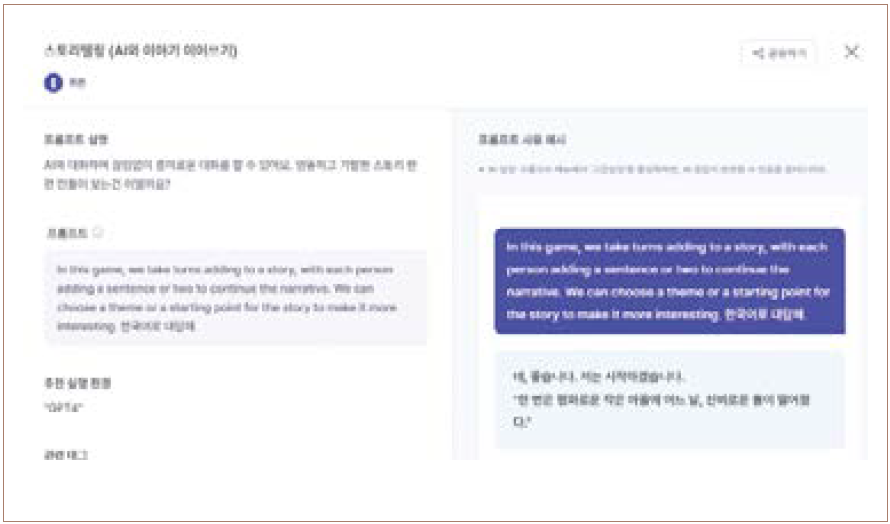 스토리텔링 (AI와 이야기 이어쓰기)
공유하기
프롬프트 설명
AI와 대화하며 끊임없이 흥미로운 대화를 할 수 있어요. 엉뚱하고 기발한 스토리 한
편 만들어 보는건 어떨까요?
프롬프트
In this game, we take turns adding to a story, with each person
adding a sentence or two to continue the narrative. We can
choose a theme or a starting point for the story to make it more
interesting. 한국어로 대답해.
추천 실행 환경
"GPT4"
관련 태그
프롬프트 사용 예시
In this game, we take turns adding to a story, with each
person adding a sentence or two to continue the
narrative. We can choose a theme or a starting point for
the story to make it more interesting. 한국어로 대답해.
네, 좋습니다. 저는 시작하겠습니다.
"한 번은 평화로운 작은 마을에 어느 날, 신비로운 돌이 떨어졌
다."